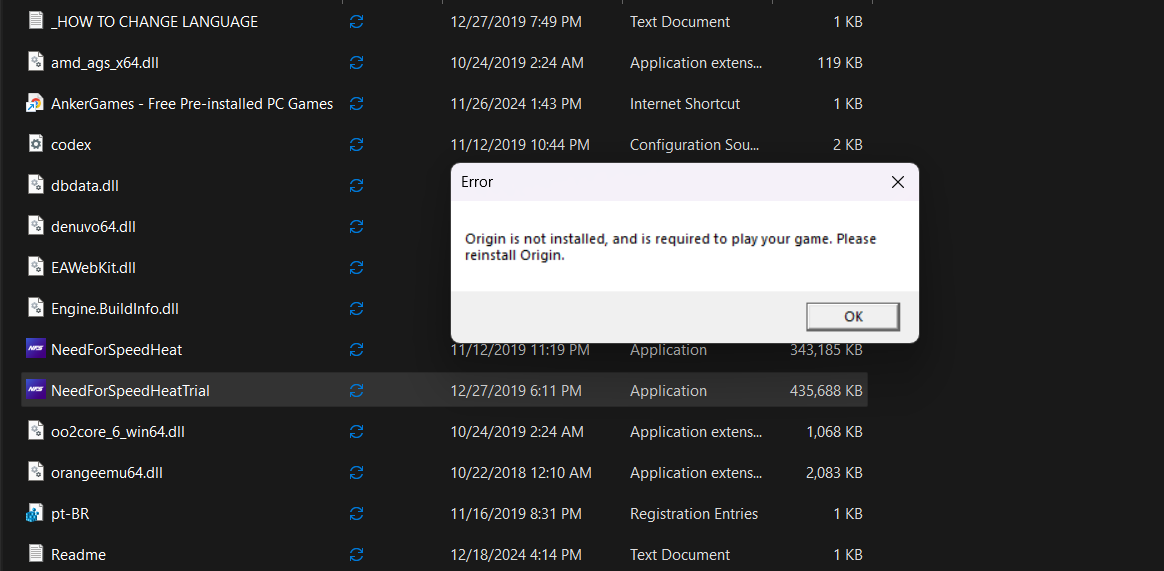 _HOW TO CHANGE LANGUAGE 12/27/2019 7:49 PM Text Document 1 KB
amd_ags_x64.dll 10/24/2019 2:24 AM Application extens... 119 KB
AnkerGames - Free Pre-installed PC Games 11/26/2024 1:43 PM Internet Shortcut 1 KB
codex 11/12/2019 10:44 PM Configuration Sou... 2 KB
dbdata.dll
denuvo64.dll
EAWebKit.dll
Engine.BuildInfo.dll
Error
Origin is not installed, and is required to play your game. Please
reinstall Origin.
OK
NFS NeedForSpeedHeat 11/12/2019 11:19 PM Application 343,185 KB
NFS NeedForSpeedHeatTrial 12/27/2019 6:11 PM Application 435,688 KB
oo2core_6_win64.dll 10/24/2019 2:24 AM Application extens... 1,068 KB
orangeemu64.dll 10/22/2018 12:10 AM Application extens... 2,083 KB
pt-BR 11/16/2019 8:31 PM Registration Entries 1 KB
Readme 12/18/2024 4:14 PM Text Document 1 KB